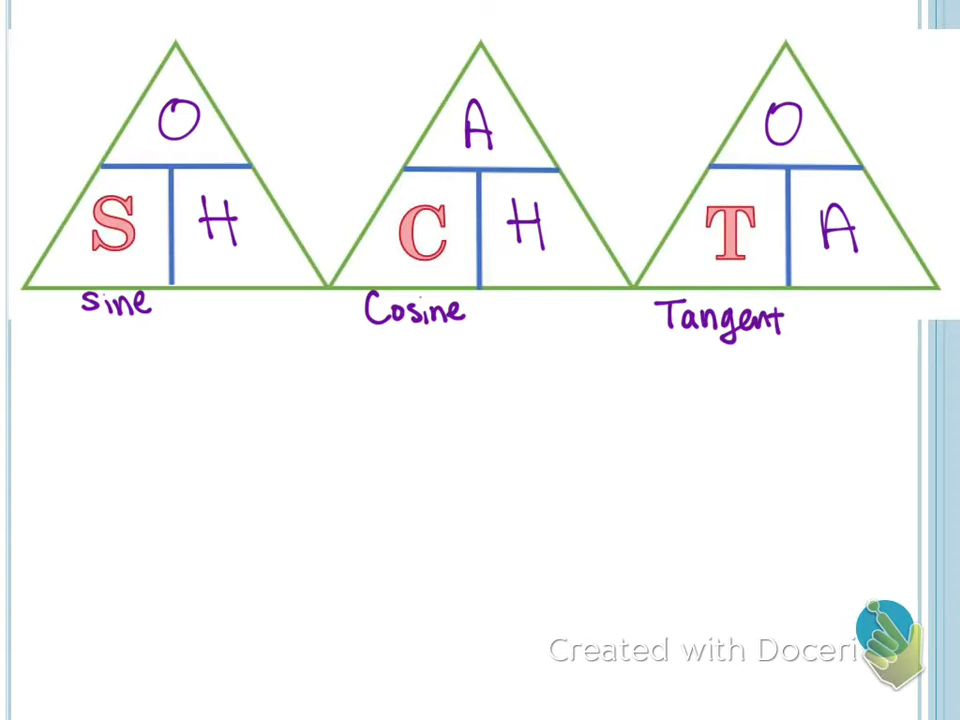 O A O
S H C H T A
sine Cosine Tangent
Created with Doceri